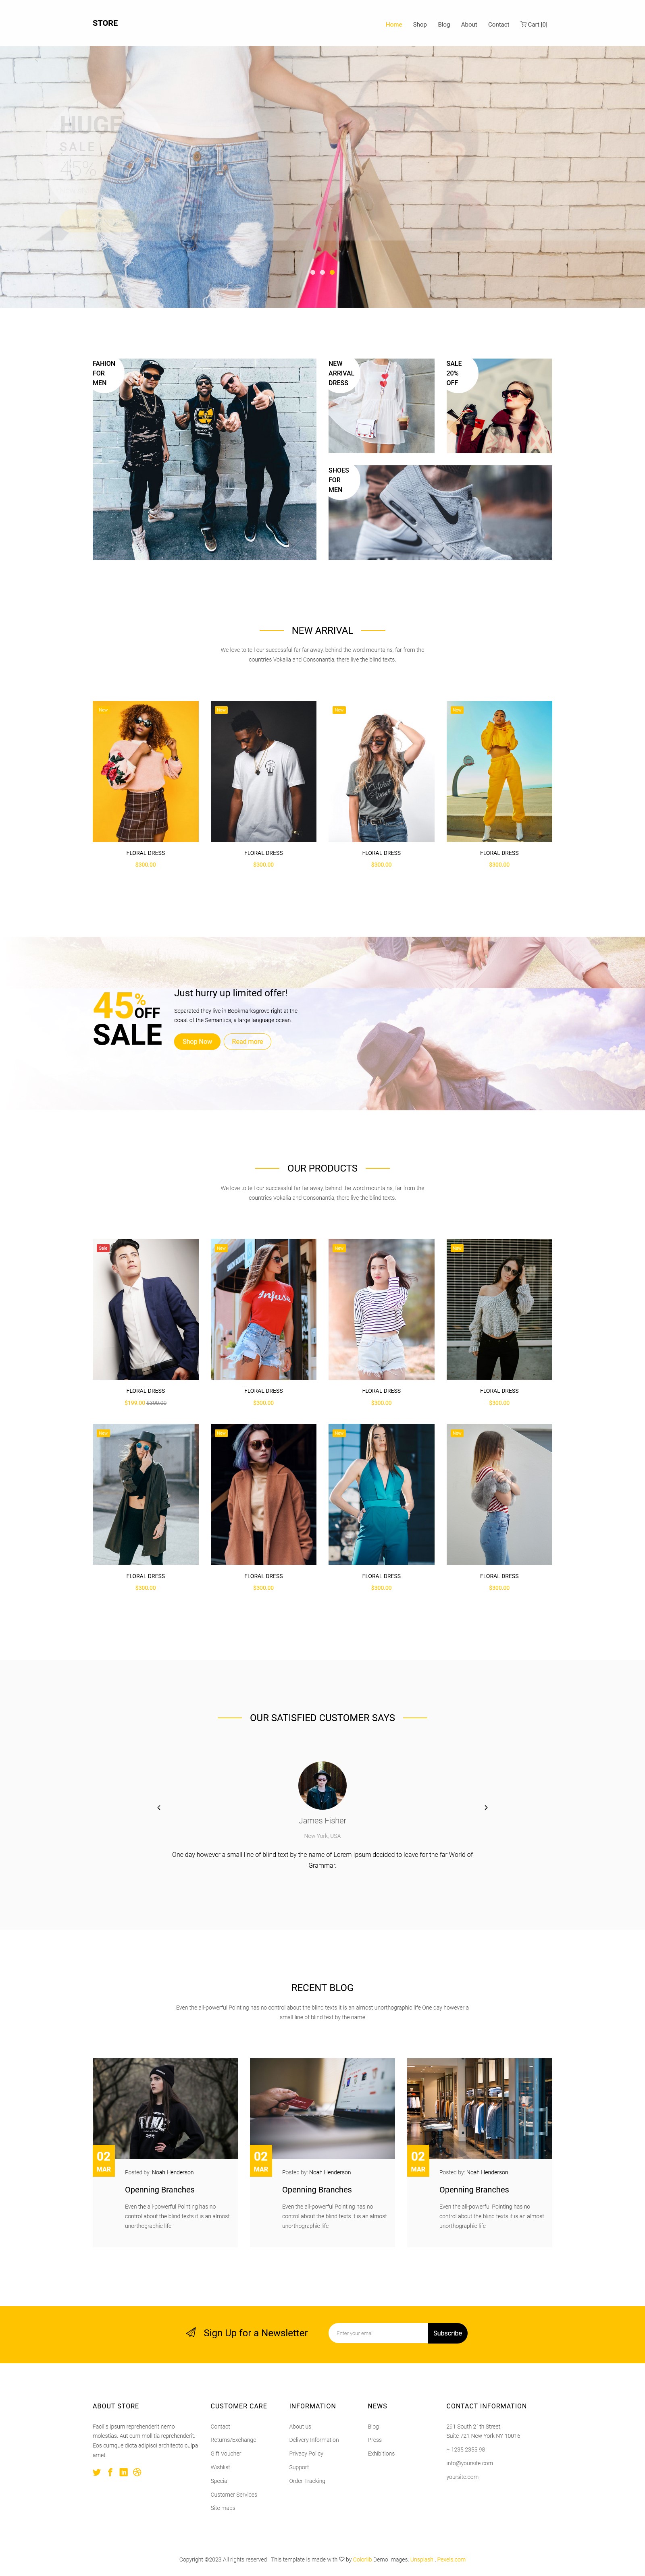 STORE
Home Shop Blog About Contact Cart [0]
HUGE
SALE
45%
FAHION
FOR
MEN
NEW
ARRIVAL
DRESS
SALE
20%
OFF
SHOES
FOR
MEN
NEW ARRIVAL
We love to tell our successful far far away, behind the word mountains, far from the
countries Vokalia and Consonantia, there live the blind texts.
New
New
New
New
FLORAL DRESS
$300.00
FLORAL DRESS
$300.00
FLORAL DRESS
$300.00
FLORAL DRESS
$300.00
45%
OFF
SALE
Just hurry up limited offer!
Separated they live in Bookmarksgrove right at the
coast of the Semantics, a large language ocean.
Shop Now Read more
OUR PRODUCTS
We love to tell our successful far far away, behind the word mountains, far from the
countries Vokalia and Consonantia, there live the blind texts.
Sale
New
New
New
Infuse
FLORAL DRESS
$199.00 $300.00
FLORAL DRESS
$300.00
FLORAL DRESS
$300.00
FLORAL DRESS
$300.00
New
New
New
New
FLORAL DRESS
$300.00
FLORAL DRESS
$300.00
FLORAL DRESS
$300.00
FLORAL DRESS
$300.00
OUR SATISFIED CUSTOMER SAYS
James Fisher
New York, USA
One day however a small line of blind text by the name of Lorem Ipsum decided to leave for the far World of
Grammar.
RECENT BLOG
Even the all-powerful Pointing has no control about the blind texts it is an almost unorthographic life One day however a
small line of blind text by the name
02
MAR
Posted by: Noah Henderson
Openning Branches
Even the all-powerful Pointing has no
control about the blind texts it is an almost
unorthographic life
02
MAR
Posted by: Noah Henderson
Openning Branches
Even the all-powerful Pointing has no
control about the blind texts it is an almost
unorthographic life
02
MAR
Posted by: Noah Henderson
Openning Branches
Even the all-powerful Pointing has no
control about the blind texts it is an almost
unorthographic life
Sign Up for a Newsletter
Enter your email
Subscribe
ABOUT STORE
Facilis ipsum reprehenderit nemo
molestias. Aut cum mollitia reprehenderit.
Eos cumque dicta adipisci architecto culpa
amet.
CUSTOMER CARE
Contact
Returns/Exchange
Gift Voucher
Wishlist
Special
Customer Services
Site maps
INFORMATION
About us
Delivery Information
Privacy Policy
Support
Order Tracking
NEWS
Blog
Press
Exhibitions
CONTACT INFORMATION
291 South 21th Street,
Suite 721 New York NY 10016
+ 1235 2355 98
info@yoursite.com
yoursite.com
Copyright ©2023 All rights reserved | This template is made with by Colorlib Demo Images: Unsplash , Pexels.com